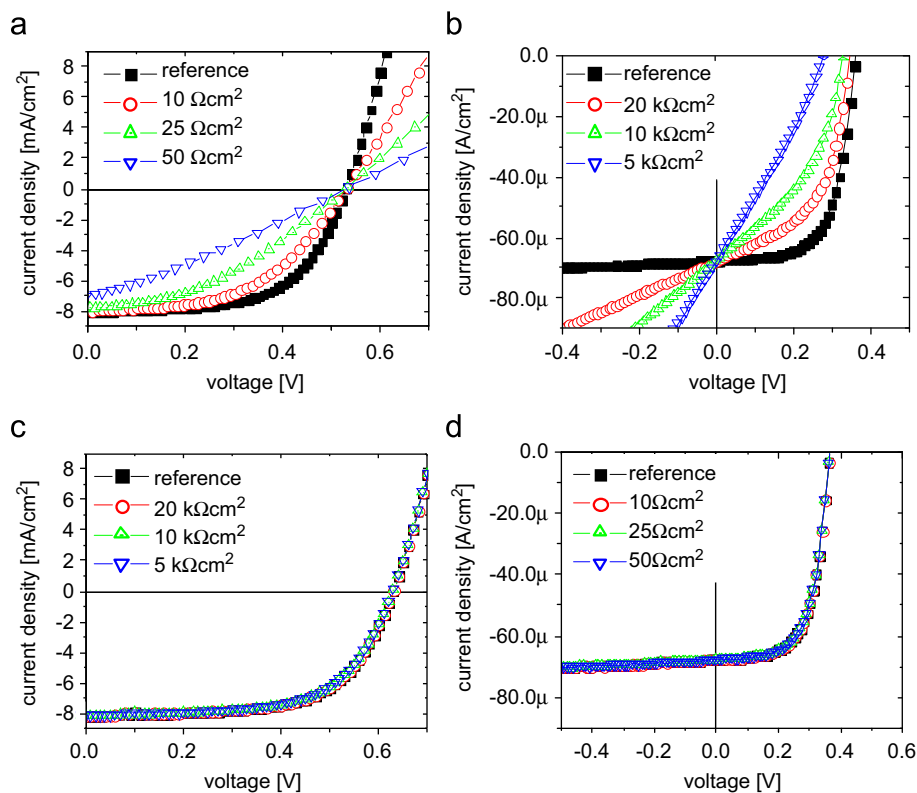 a
8
6
4
2
0
-2
-4
-6
-8
0.0
0.2
0.4
0.6
current density [mA/cm²]
voltage [V]
reference
10 Ωcm²
25 Ωcm²
50 Ωcm²
b
0.0
-20.0µ
-40.0µ
-60.0µ
-80.0µ
-0.4
-0.2
0.0
0.2
0.4
current density [A/cm²]
voltage [V]
reference
20 kΩcm²
10 kΩcm²
5 kΩcm²
c
8
6
4
2
0
-2
-4
-6
-8
0.0
0.2
0.4
0.6
current density [mA/cm²]
voltage [V]
reference
20 kΩcm²
10 kΩcm²
5 kΩcm²
d
0.0
-20.0µ
-40.0µ
-60.0µ
-80.0µ
-0.4
-0.2
0.0
0.2
0.4
0.6
current density [A/cm²]
voltage [V]
reference
10Ωcm²
25Ωcm²
50Ωcm²